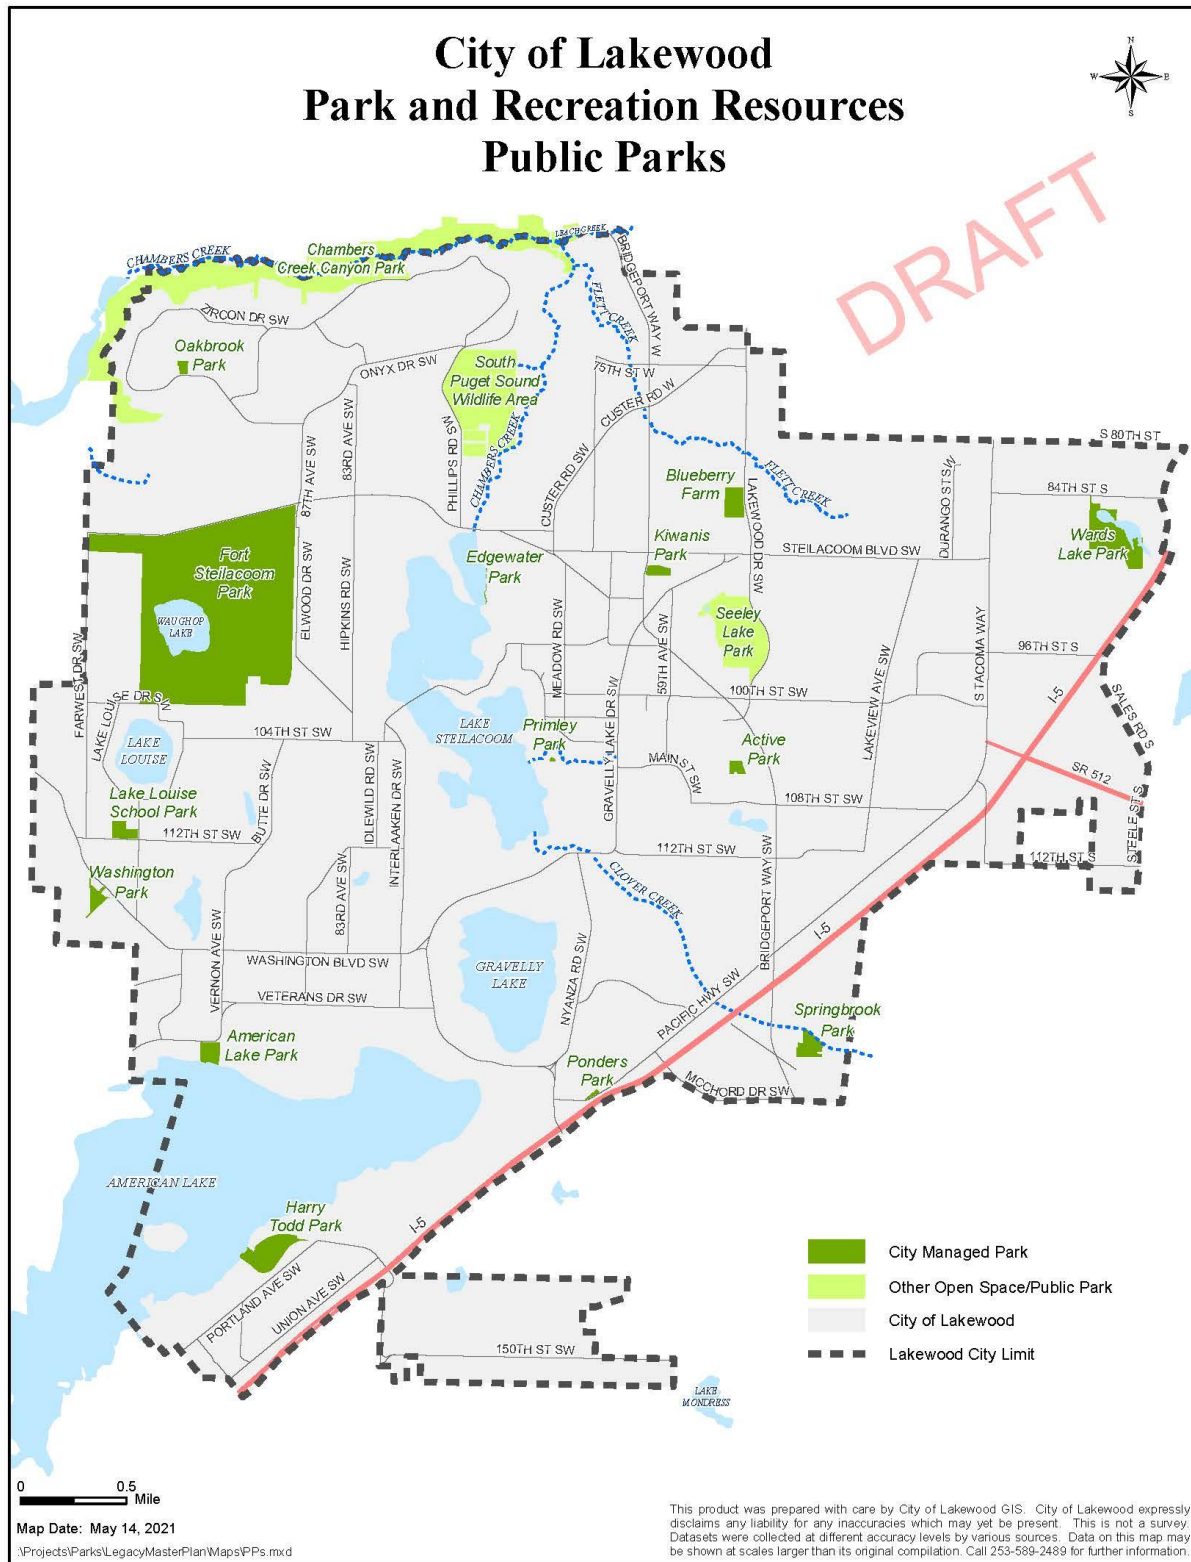 City of Lakewood
Park and Recreation Resources
Public Parks
N
W
E
S
DRAFT
CHAMBERS CREEK
Chambers
Creek Canyon Park
LEACH CREEK
BRIDGEPORT WAY W
FLETT CREEK
ZIRCON DR SW
Oakbrook
Park
ONYX DR SW
South
Puget Sound
Wildlife Area
75TH ST W
CUSTER RD W
87TH AVE SW
83RD AVE SW
PHILLIPS RD SW
CHAMBERS CREEK
CUSTER RD SW
Blueberry
Farm
LAKEWOOD DR SW
FLETT CREEK
S 80TH ST
DURANGO ST SW
84TH ST S
Wards
Lake Park
Kiwanis
Park
STEILACOOM BLVD SW
Edgewater
Park
Fort
Steilacoom
Park
WAUGHOP
LAKE
ELWOOD DR SW
HIPKINS RD SW
MEADOW RD SW
59TH AVE SW
Seeley
Lake
Park
S TACOMA WAY
96TH ST S
FARWEST DR SW
LAKE LOUISE DR SW
LAKE
LOUISE
104TH ST SW
LAKE
STEILACOOM
Primley
Park
GRAVELLY LAKE DR SW
100TH ST SW
LAKEVIEW AVE SW
I-5
SALES RD S
MAIN ST SW
Active
Park
SR 512
Lake Louise
School Park
112TH ST SW
BUTTE DR SW
IDLEWILD RD SW
INTERLAAKEN DR SW
108TH ST SW
STEELE ST S
112TH ST SW
112TH ST S
Washington
Park
83RD AVE SW
CLOVER CREEK
BRIDGEPORT WAY SW
I-5
VERNON AVE SW
WASHINGTON BLVD SW
GRAVELLY
LAKE
NYANZA RD SW
PACIFIC HWY SW
VETERANS DR SW
American
Lake Park
Springbrook
Park
Ponders
Park
MCCHORD DR SW
AMERICAN LAKE
Harry
Todd Park
I-5
PORTLAND AVE SW
UNION AVE SW
150TH ST SW
LAKE
MONDRESS
City Managed Park
Other Open Space/Public Park
City of Lakewood
Lakewood City Limit
0
0.5
Mile
Map Date: May 14, 2021
:\Projects\Parks\LegacyMasterPlan\Maps\PPs.mxd
This product was prepared with care by City of Lakewood GIS. City of Lakewood expressly
disclaims any liability for any inaccuracies which may yet be present. This is not a survey.
Datasets were collected at different accuracy levels by various sources. Data on this map may
be shown at scales larger than its original compilation. Call 253-589-2489 for further information.